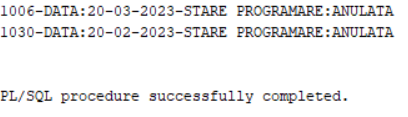 1006-DATA:20-03-2023-STARE PROGRAMARE:ANULATA
1030-DATA:20-02-2023-STARE PROGRAMARE:ANULATA
PL/SQL procedure successfully completed.